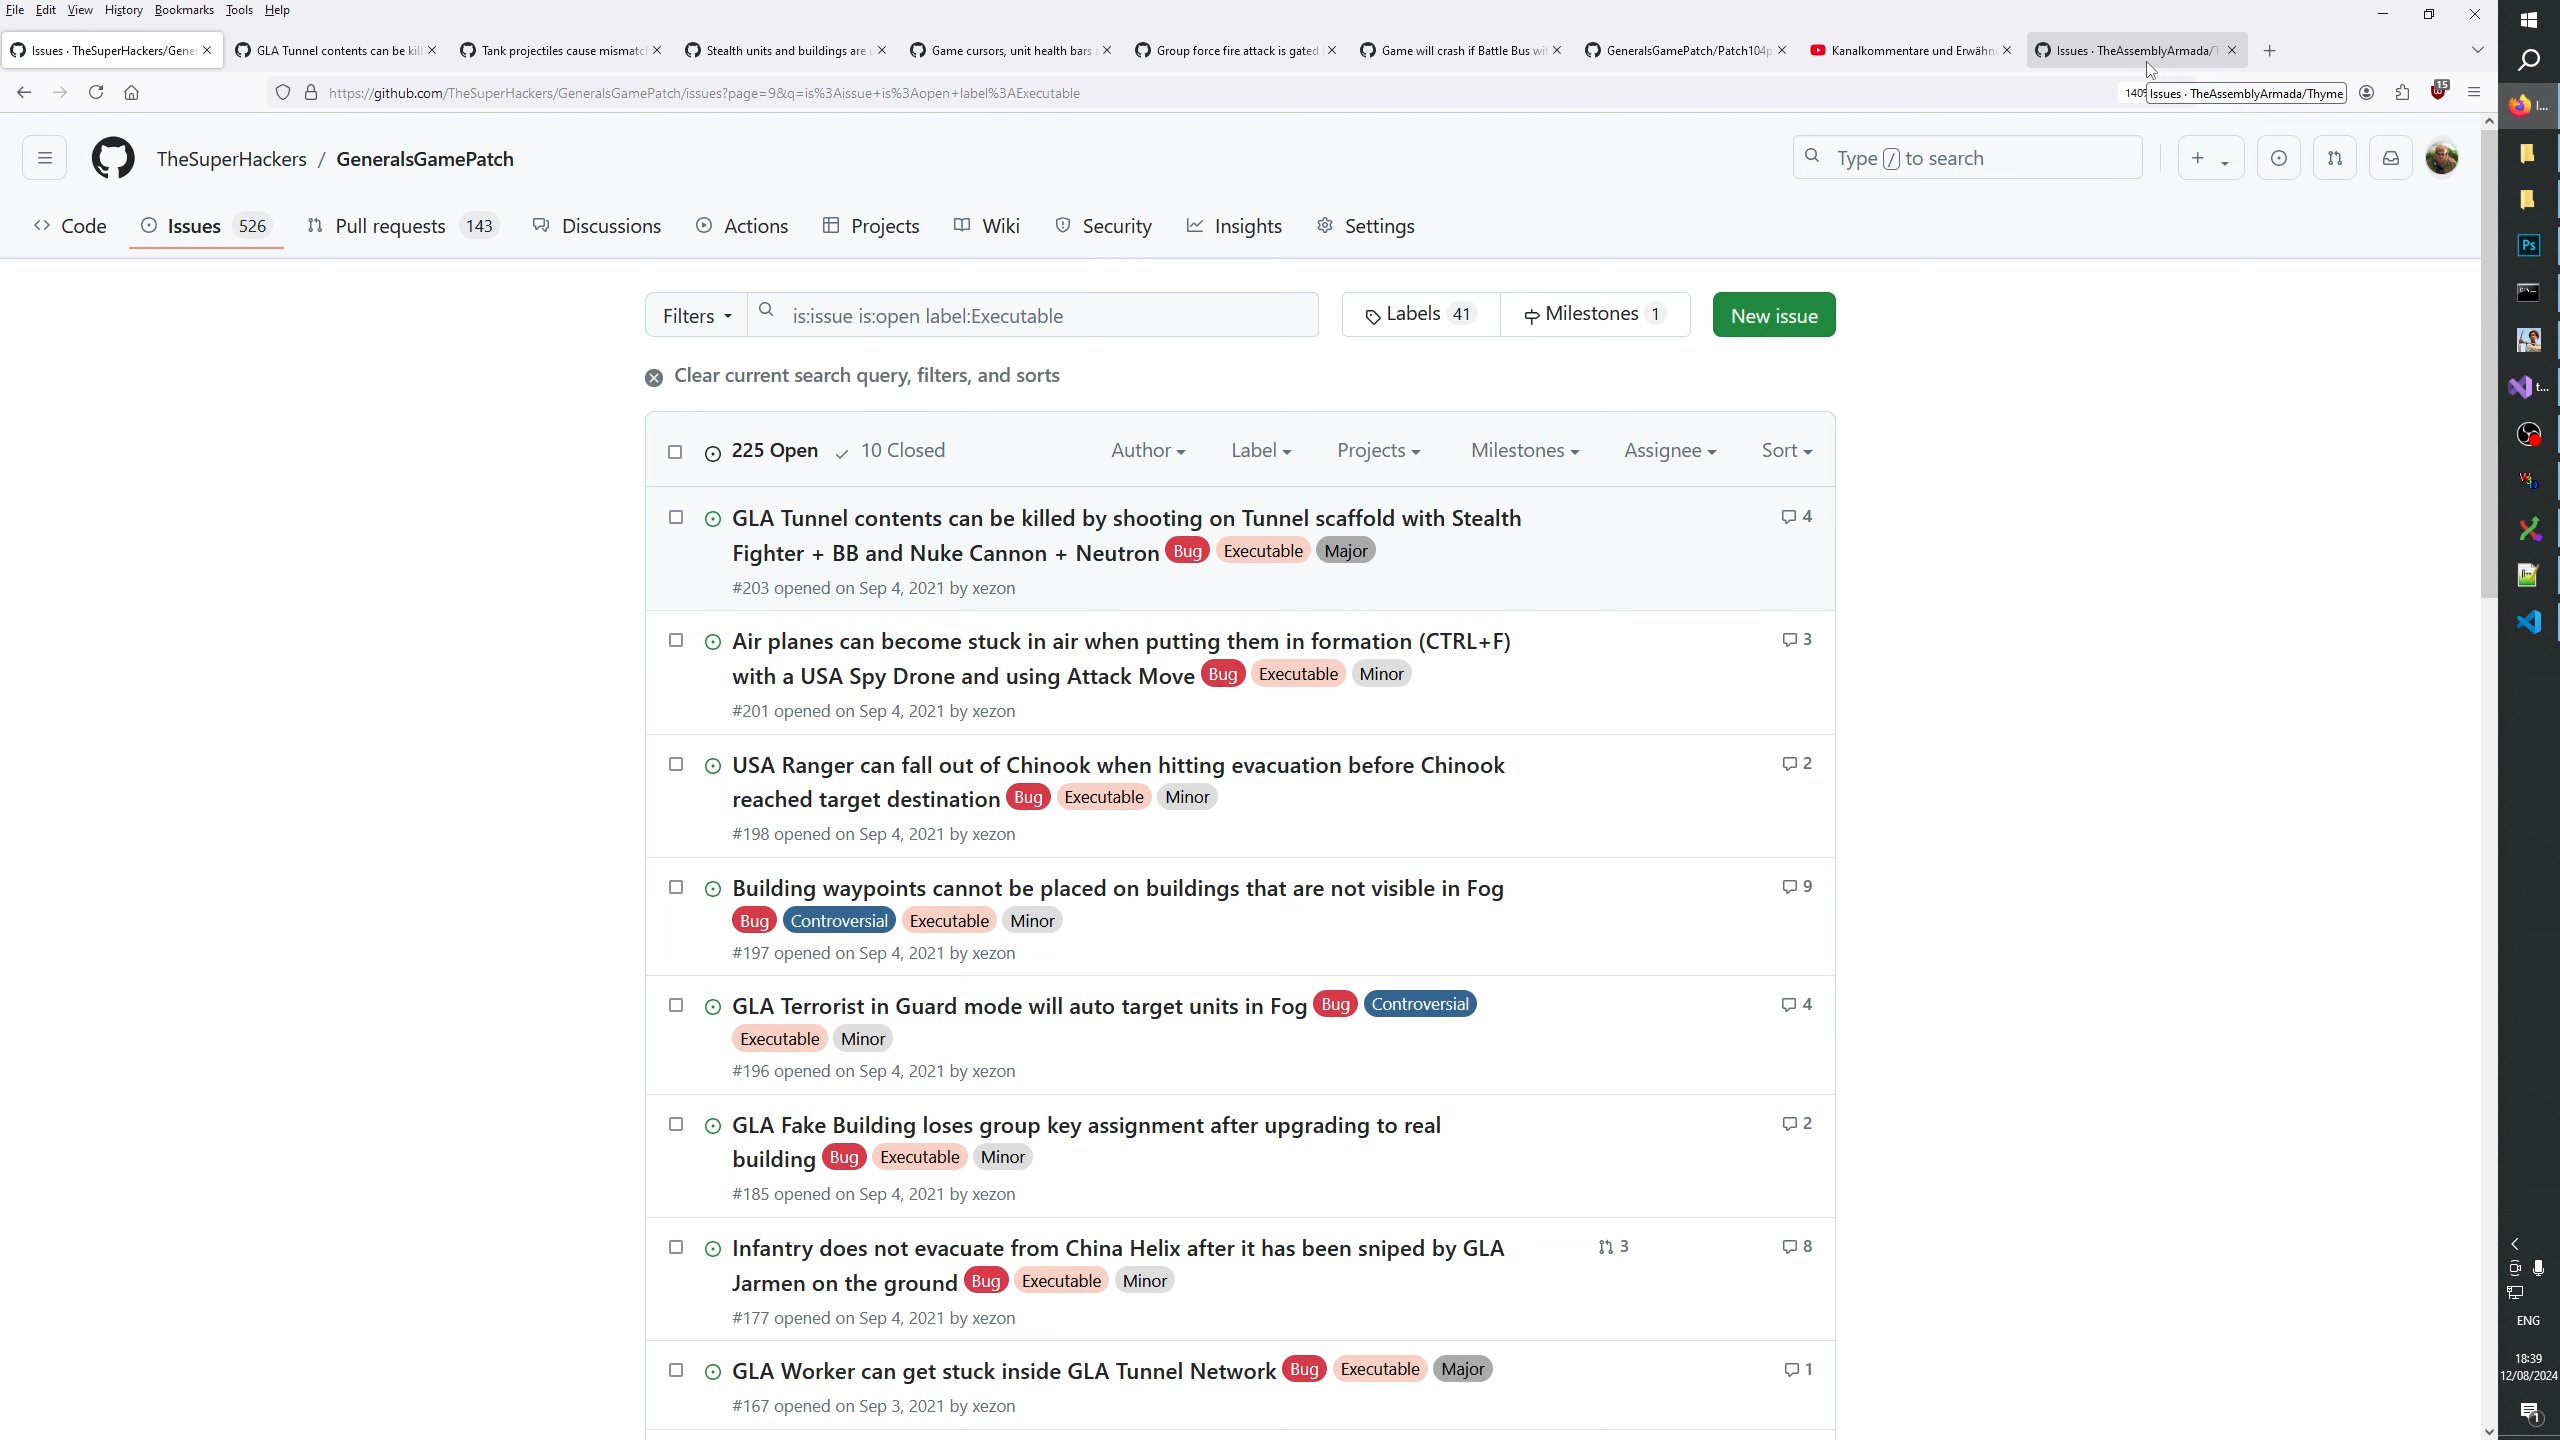 File Edit View History Bookmarks Tools Help
Issues · TheSuperHackers/Gener
GLA Tunnel contents can be kill
Tank projectiles cause mismatc
Stealth units and buildings are u
Game cursors, unit health bars a
Group force fire attack is gated
Game will crash if Battle Bus wit
GeneralsGamePatch/Patch104p
Kanalkommentare und Erwähn
Issues · TheAssemblyArmada/T
https://github.com/TheSuperHackers/GeneralsGamePatch/issues?page=9&q=is%3Aissue+is%3Aopen+label%3AExecutable
140%
Issues · TheAssemblyArmada/Thyme
15
TheSuperHackers / GeneralsGamePatch
Type / to search
Code
Issues 526
Pull requests 143
Discussions
Actions
Projects
Wiki
Security
Insights
Settings
Filters
is:issue is:open label:Executable
Labels 41
Milestones 1
New issue
Clear current search query, filters, and sorts
225 Open 10 Closed
Author Label Projects Milestones Assignee Sort
GLA Tunnel contents can be killed by shooting on Tunnel scaffold with Stealth
Fighter + BB and Nuke Cannon + Neutron Bug Executable Major
4
#203 opened on Sep 4, 2021 by xezon
Air planes can become stuck in air when putting them in formation (CTRL+F)
with a USA Spy Drone and using Attack Move Bug Executable Minor
3
#201 opened on Sep 4, 2021 by xezon
USA Ranger can fall out of Chinook when hitting evacuation before Chinook
reached target destination Bug Executable Minor
2
#198 opened on Sep 4, 2021 by xezon
Building waypoints cannot be placed on buildings that are not visible in Fog
Bug Controversial Executable Minor
9
#197 opened on Sep 4, 2021 by xezon
GLA Terrorist in Guard mode will auto target units in Fog Bug Controversial
Executable Minor
4
#196 opened on Sep 4, 2021 by xezon
GLA Fake Building loses group key assignment after upgrading to real
building Bug Executable Minor
2
#185 opened on Sep 4, 2021 by xezon
Infantry does not evacuate from China Helix after it has been sniped by GLA
Jarmen on the ground Bug Executable Minor
3
8
#177 opened on Sep 4, 2021 by xezon
GLA Worker can get stuck inside GLA Tunnel Network Bug Executable Major
1
#167 opened on Sep 3, 2021 by xezon
I...
Ps
t...
ENG
18:39
12/08/2024
1